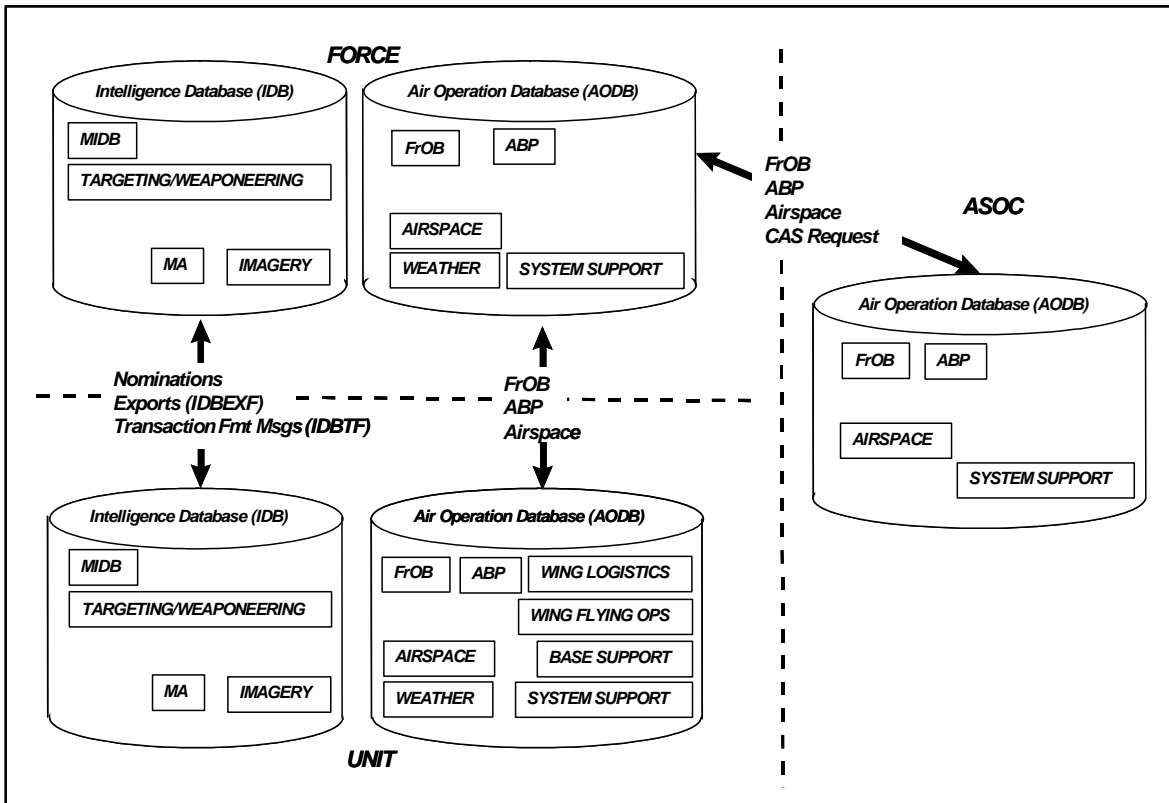 FORCE
Intelligence Database (IDB)
MIDB
TARGETING/WEAPONEERING
MA
IMAGERY
Air Operation Database (AODB)
FrOB
ABP
AIRSPACE
WEATHER
SYSTEM SUPPORT
FrOB
ABP
Airspace
CAS Request
ASOC
Air Operation Database (AODB)
FrOB
ABP
AIRSPACE
SYSTEM SUPPORT
Nominations
Exports (IDBEXF)
Transaction Fmt Msgs (IDBTF)
FrOB
ABP
Airspace
Intelligence Database (IDB)
MIDB
TARGETING/WEAPONEERING
MA
IMAGERY
Air Operation Database (AODB)
FrOB
ABP
WING LOGISTICS
WING FLYING OPS
AIRSPACE
BASE SUPPORT
WEATHER
SYSTEM SUPPORT
UNIT